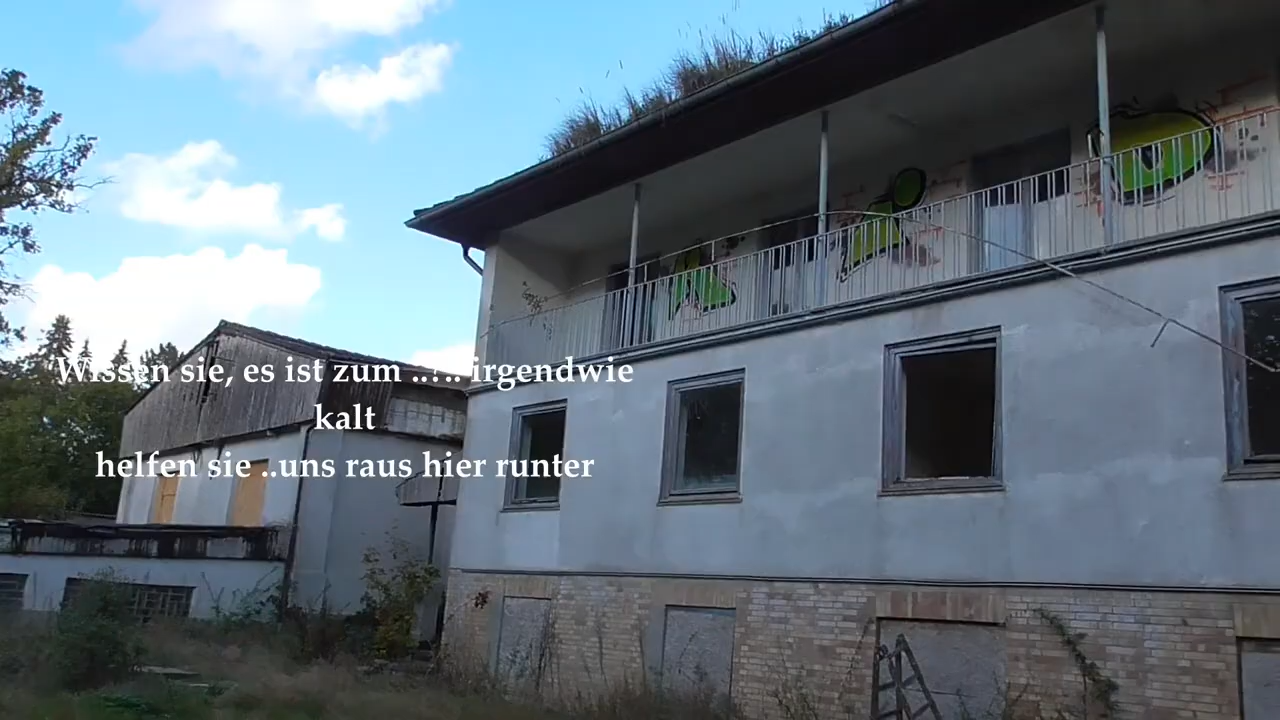 Wissen sie, es ist zum ..?.. irgendwie
kalt
helfen sie ..uns raus hier runter